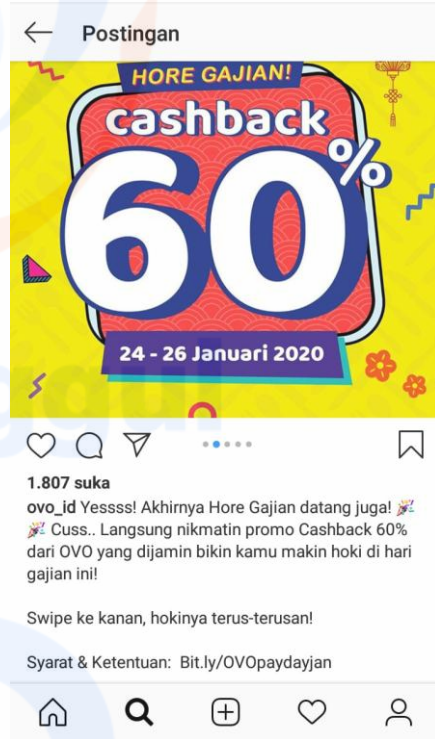 Postingan
HORE GAJIAN!
cashback
60%
24 - 26 Januari 2020
1.807 suka
ovo_id Yessss! Akhirnya Hore Gajian datang juga! 🎉
🎉 Cuss.. Langsung nikmatin promo Cashback 60%
dari OVO yang dijamin bikin kamu makin hoki di hari
gajian ini!
Swipe ke kanan, hokinya terus-terusan!
Syarat & Ketentuan: Bit.ly/OVOpaydayjan